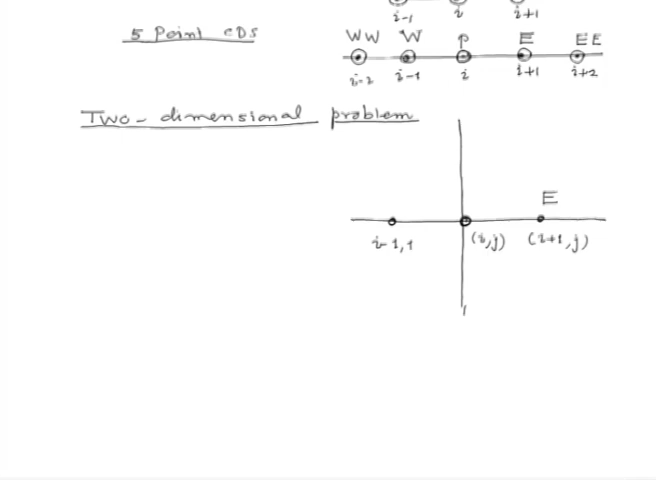 i-1 i i+1
5 Point CDS
WW W P E EE
i-2 i-1 i i+1 i+2
Two-dimensional problem
E
i-1,1 (i,j) (i+1,j)